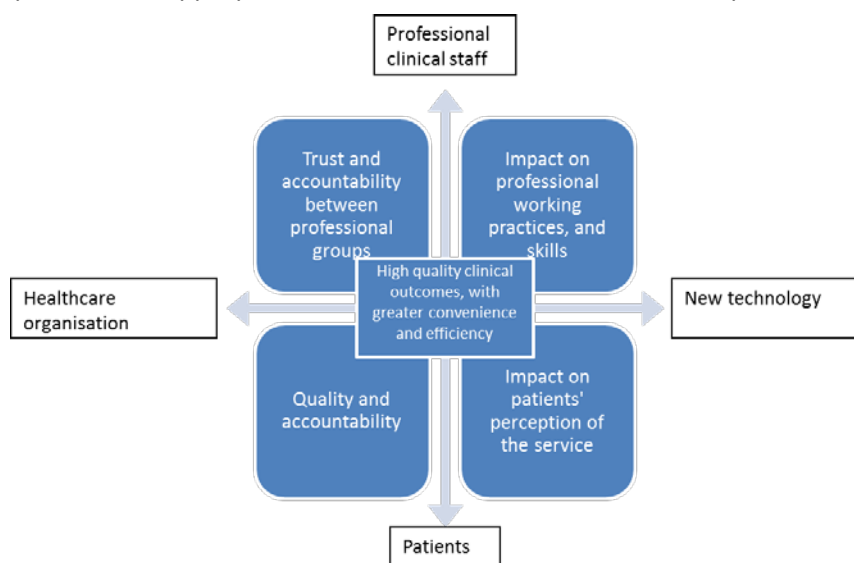 Professional
clinical staff
Trust and
accountability
between
professional
groups
Impact on
professional
working
practices, and
skills
High quality clinical
outcomes, with
greater convenience
and efficiency
Healthcare
organisation
New technology
Quality and
accountability
Impact on
patients'
perception of
the service
Patients